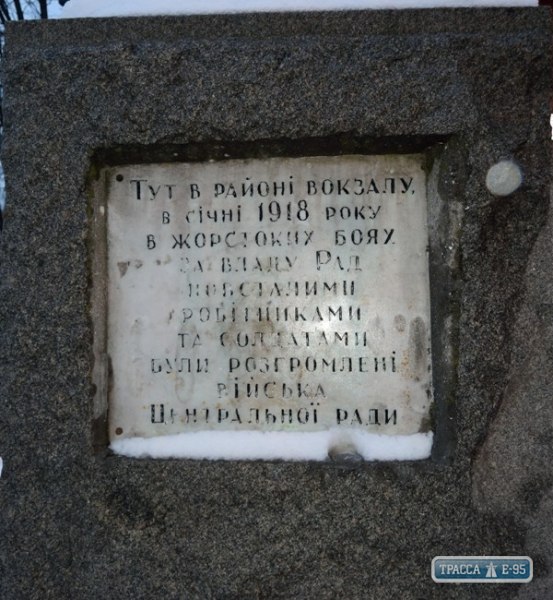 Тут в районі вокзалу,
в січні 1918 року
в жорстоких боях
за владу Рад
повсталими
робітниками
та солдатами
були розгромлені
війська
Центральної Ради
ТРАССА Е-95